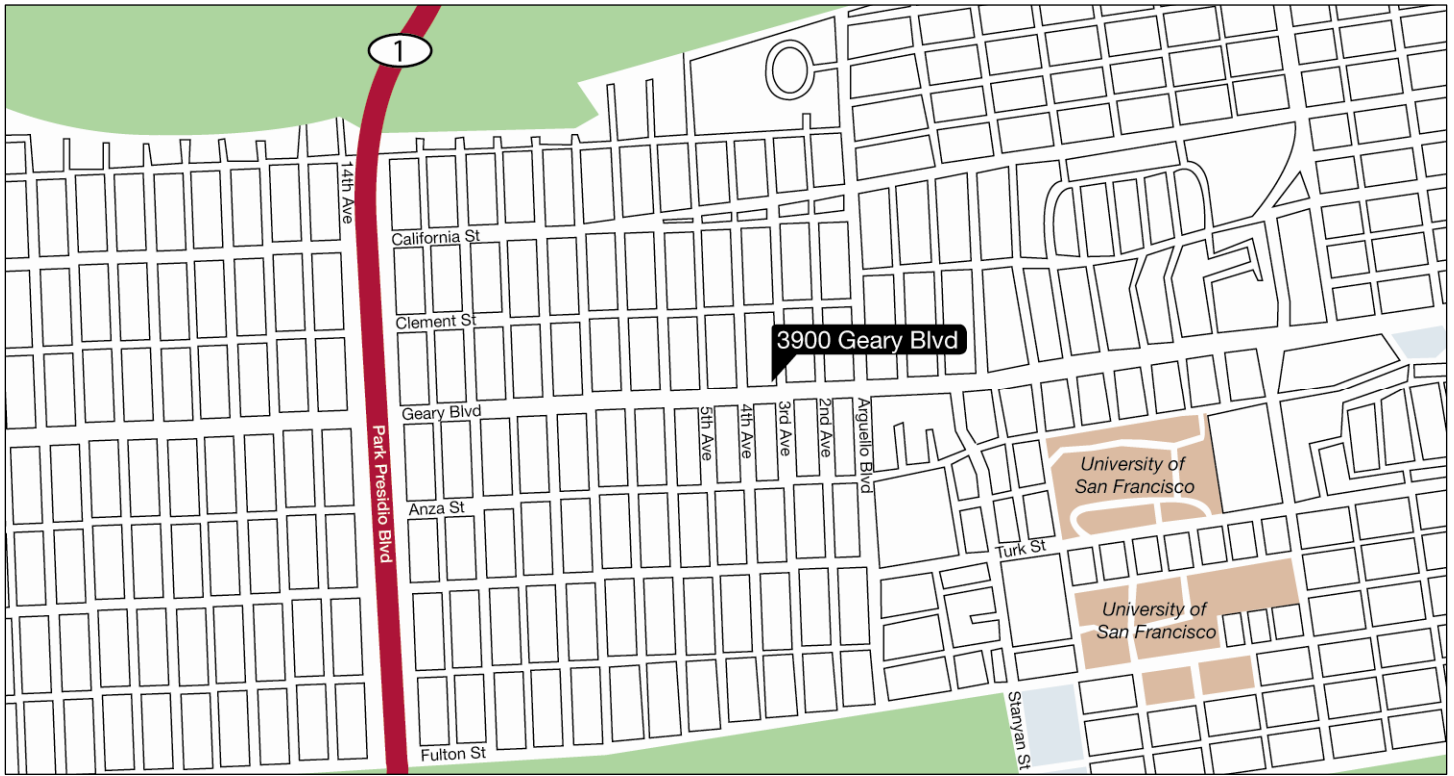 1
14th Ave
California St
Clement St
3900 Geary Blvd
Geary Blvd
5th Ave
4th Ave
3rd Ave
2nd Ave
Arguello Blvd
Park Presidio Blvd
University of
San Francisco
Anza St
Turk St
University of
San Francisco
Stanyan St
Fulton St